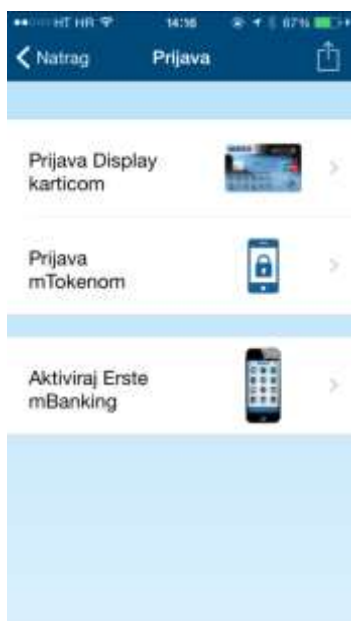 HT HR 14:16 67%
Natrag Prijava
Prijava Display
karticom
Prijava
mTokenom
Aktiviraj Erste
mBanking